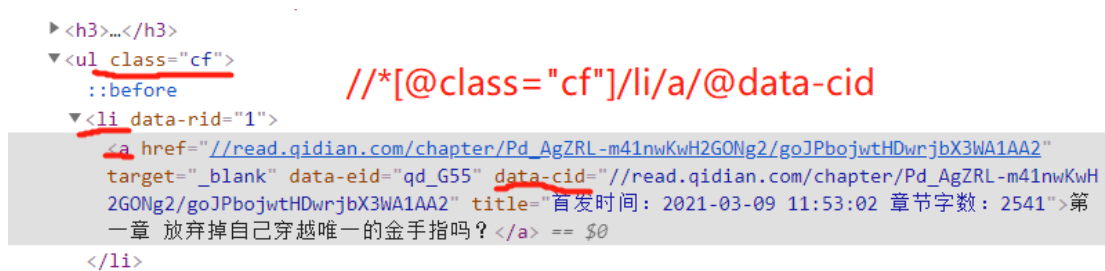 ▶<h3>…</h3>
▼<ul class="cf">
//*[@class="cf"]/li/a/@data-cid
::before
▼<li data-rid="1">
<a href="//read.qidian.com/chapter/Pd_AgZRL-m41nwKwH2GONg2/goJPbojwtHDwrjbX3WA1AA2"
target="_blank" data-eid="qd_G55" data-cid="//read.qidian.com/chapter/Pd_AgZRL-m41nwKwH
2GONg2/goJPbojwtHDwrjbX3WA1AA2" title="首发时间：2021-03-09 11:53:02 章节字数：2541">第
一章 放弃掉自己穿越唯一的金手指吗？</a> == $0
</li>